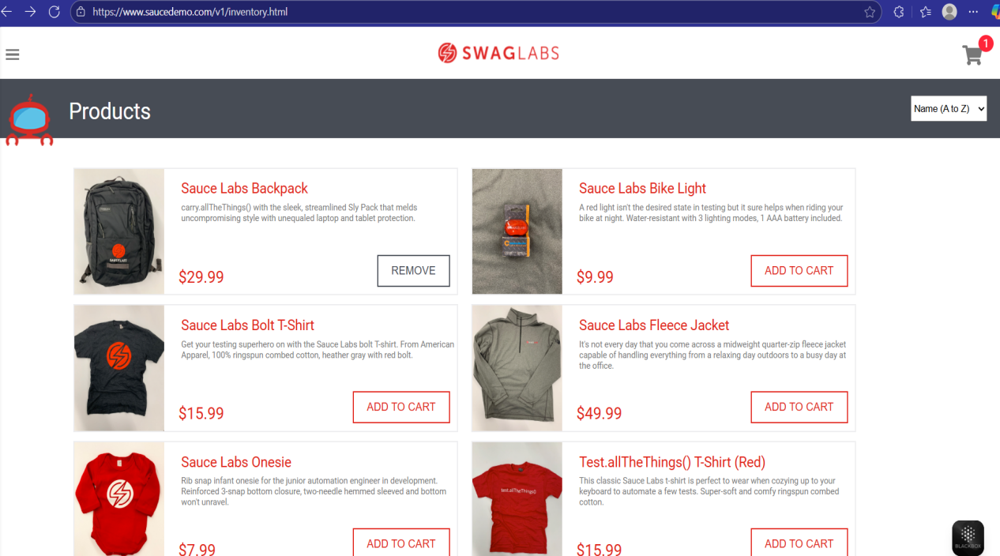 https://www.saucedemo.com/v1/inventory.html
SWAGLABS
1
Products
Name (A to Z)
Sauce Labs Backpack
carry.allTheThings() with the sleek, streamlined Sly Pack that melds
uncompromising style with unequaled laptop and tablet protection.
$29.99
REMOVE
Sauce Labs Bike Light
A red light isn't the desired state in testing but it sure helps when riding your
bike at night. Water-resistant with 3 lighting modes, 1 AAA battery included.
$9.99
ADD TO CART
Sauce Labs Bolt T-Shirt
Get your testing superhero on with the Sauce Labs bolt T-shirt. From American
Apparel, 100% ringspun combed cotton, heather gray with red bolt.
$15.99
ADD TO CART
Sauce Labs Fleece Jacket
It's not every day that you come across a midweight quarter-zip fleece jacket
capable of handling everything from a relaxing day outdoors to a busy day at
the office.
$49.99
ADD TO CART
Sauce Labs Onesie
Rib snap infant onesie for the junior automation engineer in development.
Reinforced 3-snap bottom closure, two-needle hemmed sleeved and bottom
won't unravel.
$7.99
ADD TO CART
test.allTheThings()
Test.allTheThings() T-Shirt (Red)
This classic Sauce Labs t-shirt is perfect to wear when cozying up to your
keyboard to automate a few tests. Super-soft and comfy ringspun combed
cotton.
$15.99
ADD TO CART
BLACKBOX